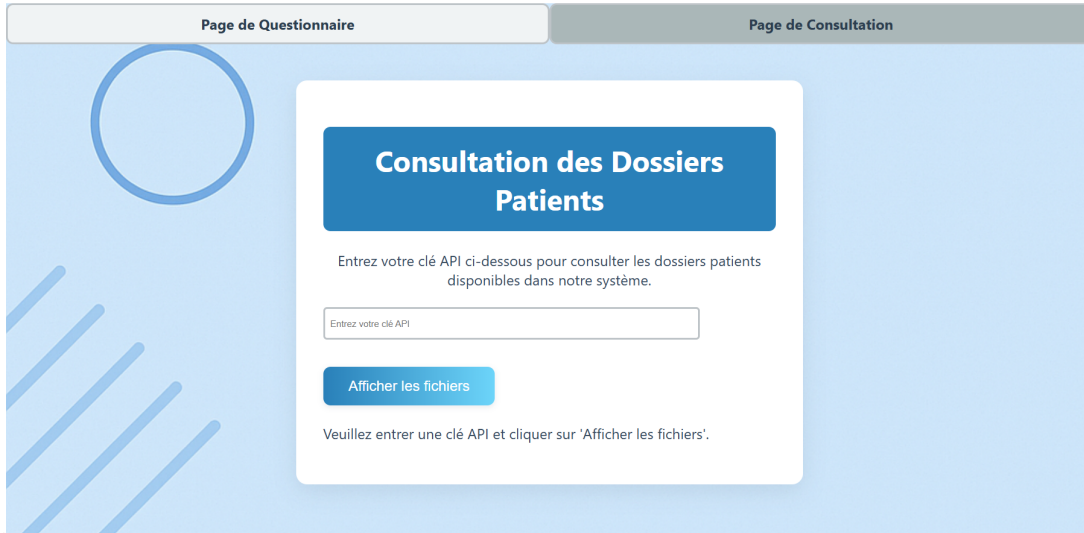 Page de Questionnaire
Page de Consultation
Consultation des Dossiers
Patients
Entrez votre clé API ci-dessous pour consulter les dossiers patients
disponibles dans notre système.
Entrez votre clé API
Afficher les fichiers
Veuillez entrer une clé API et cliquer sur 'Afficher les fichiers'.